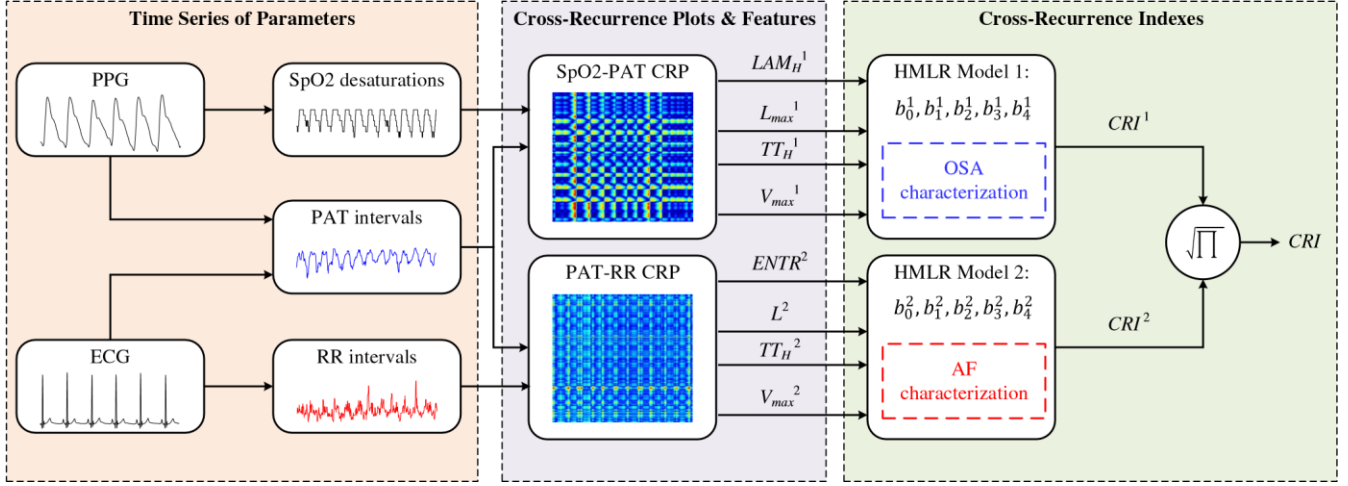 Time Series of Parameters
PPG
SpO2 desaturations
PAT intervals
ECG
RR intervals
Cross-Recurrence Plots & Features
SpO2-PAT CRP
LAM_H^1
L_max^1
TT_H^1
V_max^1
PAT-RR CRP
ENTR^2
L^2
TT_H^2
V_max^2
Cross-Recurrence Indexes
HMLR Model 1:
b_0^1, b_1^1, b_2^1, b_3^1, b_4^1
OSA
characterization
CRI^1
HMLR Model 2:
b_0^2, b_1^2, b_2^2, b_3^2, b_4^2
AF
characterization
CRI^2
√∏
CRI